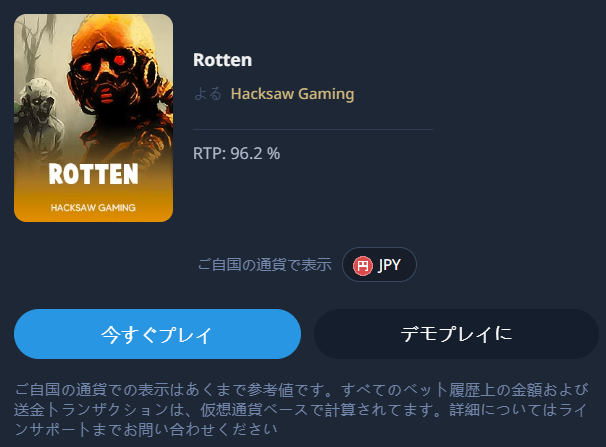 ROTTEN
HACKSAW GAMING
Rotten
よる Hacksaw Gaming
RTP: 96.2 %
ご自国の通貨で表示 円 JPY
今すぐプレイ デモプレイに
ご自国の通貨での表示はあくまで参考値です。すべてのベット履歴上の金額および
送金トランザクションは、仮想通貨ベースで計算されてます。詳細についてはライ
ンサポートまでお問い合わせください